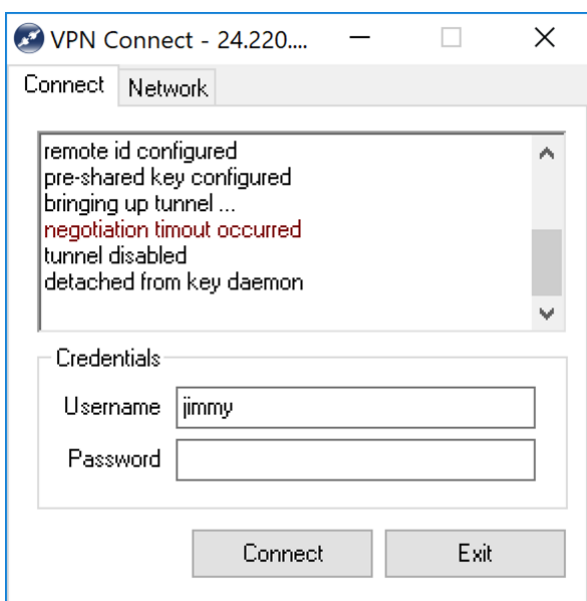 VPN Connect - 24.220....
Connect
Network
remote id configured
pre-shared key configured
bringing up tunnel ...
negotiation timout occurred
tunnel disabled
detached from key daemon
Credentials
Username
jimmy
Password
Connect
Exit